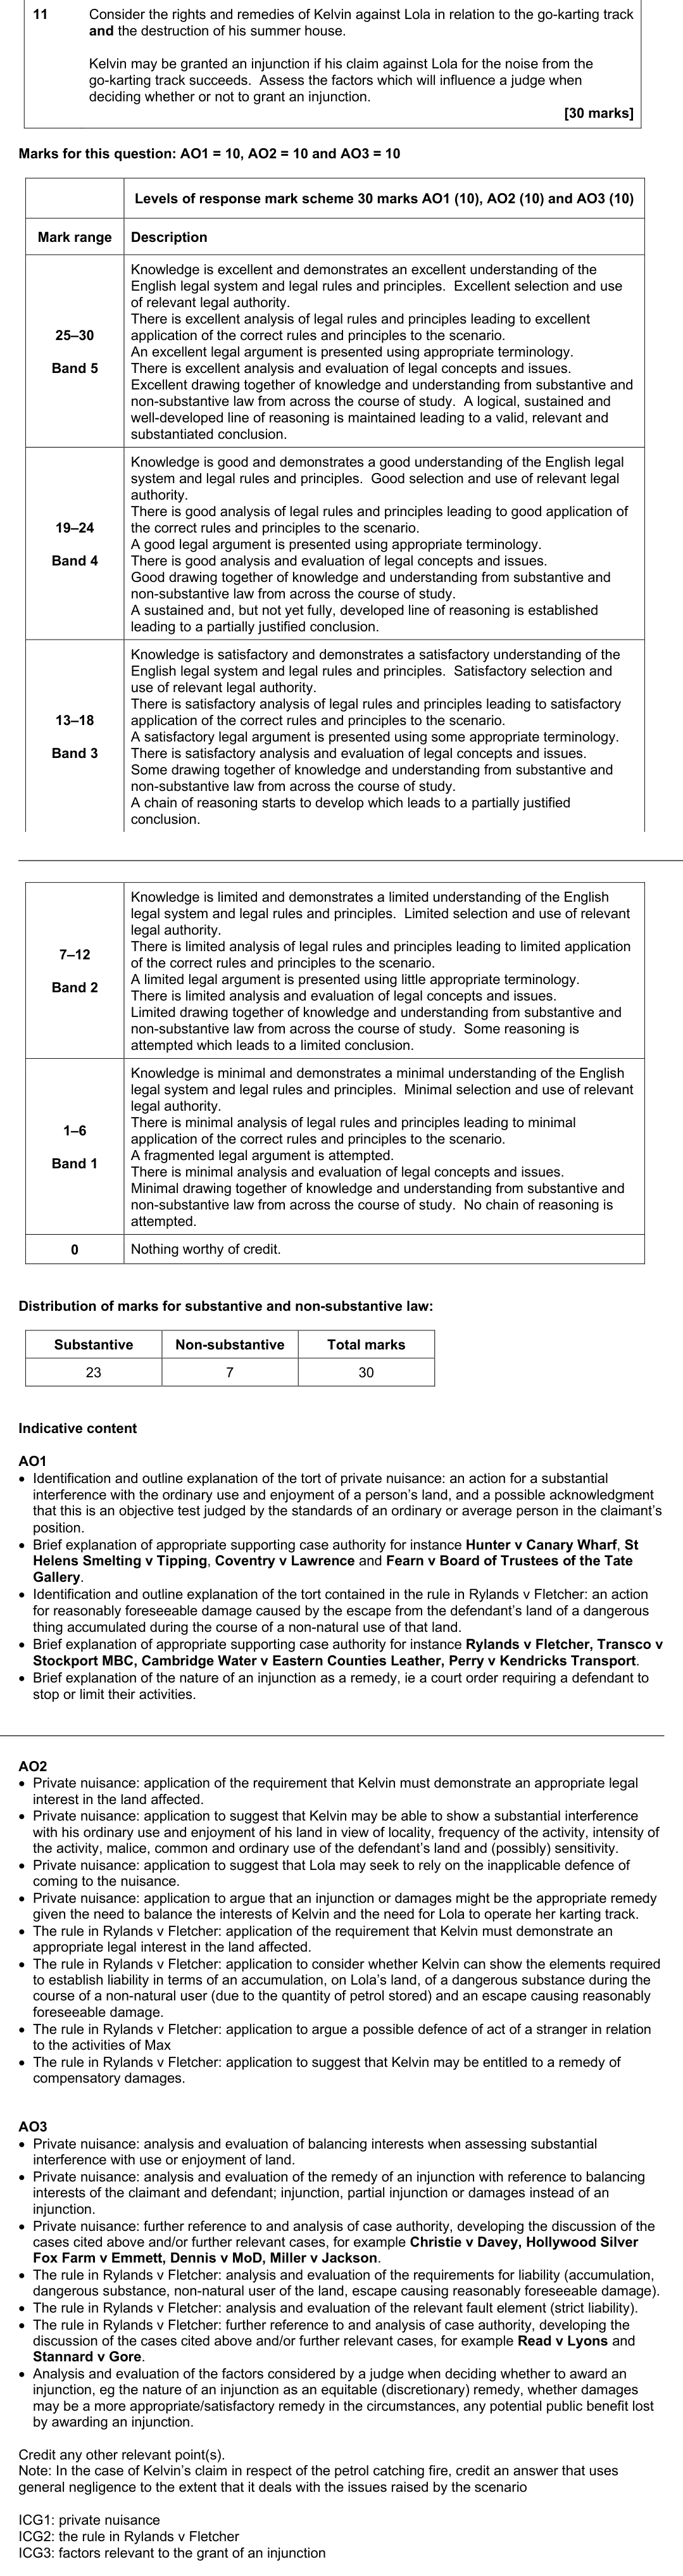 11 Consider the rights and remedies of Kelvin against Lola in relation to the go-karting track
and the destruction of his summer house.
Kelvin may be granted an injunction if his claim against Lola for the noise from the
go-karting track succeeds. Assess the factors which will influence a judge when
deciding whether or not to grant an injunction.
[30 marks]
Marks for this question: AO1 = 10, AO2 = 10 and AO3 = 10
Levels of response mark scheme 30 marks AO1 (10), AO2 (10) and AO3 (10)
Mark range Description
25–30
Band 5
Knowledge is excellent and demonstrates an excellent understanding of the
English legal system and legal rules and principles. Excellent selection and use
of relevant legal authority.
There is excellent analysis of legal rules and principles leading to excellent
application of the correct rules and principles to the scenario.
An excellent legal argument is presented using appropriate terminology.
There is excellent analysis and evaluation of legal concepts and issues.
Excellent drawing together of knowledge and understanding from substantive and
non-substantive law from across the course of study. A logical, sustained and
well-developed line of reasoning is maintained leading to a valid, relevant and
substantiated conclusion.
19–24
Band 4
Knowledge is good and demonstrates a good understanding of the English legal
system and legal rules and principles. Good selection and use of relevant legal
authority.
There is good analysis of legal rules and principles leading to good application of
the correct rules and principles to the scenario.
A good legal argument is presented using appropriate terminology.
There is good analysis and evaluation of legal concepts and issues.
Good drawing together of knowledge and understanding from substantive and
non-substantive law from across the course of study.
A sustained and, but not yet fully, developed line of reasoning is established
leading to a partially justified conclusion.
13–18
Band 3
Knowledge is satisfactory and demonstrates a satisfactory understanding of the
English legal system and legal rules and principles. Satisfactory selection and
use of relevant legal authority.
There is satisfactory analysis of legal rules and principles leading to satisfactory
application of the correct rules and principles to the scenario.
A satisfactory legal argument is presented using some appropriate terminology.
There is satisfactory analysis and evaluation of legal concepts and issues.
Some drawing together of knowledge and understanding from substantive and
non-substantive law from across the course of study.
A chain of reasoning starts to develop which leads to a partially justified
conclusion.
7–12
Band 2
Knowledge is limited and demonstrates a limited understanding of the English
legal system and legal rules and principles. Limited selection and use of relevant
legal authority.
There is limited analysis of legal rules and principles leading to limited application
of the correct rules and principles to the scenario.
A limited legal argument is presented using little appropriate terminology.
There is limited analysis and evaluation of legal concepts and issues.
Limited drawing together of knowledge and understanding from substantive and
non-substantive law from across the course of study. Some reasoning is
attempted which leads to a limited conclusion.
1–6
Band 1
Knowledge is minimal and demonstrates a minimal understanding of the English
legal system and legal rules and principles. Minimal selection and use of relevant
legal authority.
There is minimal analysis of legal rules and principles leading to minimal
application of the correct rules and principles to the scenario.
A fragmented legal argument is attempted.
There is minimal analysis and evaluation of legal concepts and issues.
Minimal drawing together of knowledge and understanding from substantive and
non-substantive law from across the course of study. No chain of reasoning is
attempted.
0 Nothing worthy of credit.
Distribution of marks for substantive and non-substantive law:
Substantive Non-substantive Total marks
23 7 30
Indicative content
AO1
• Identification and outline explanation of the tort of private nuisance: an action for a substantial
interference with the ordinary use and enjoyment of a person's land, and a possible acknowledgment
that this is an objective test judged by the standards of an ordinary or average person in the claimant's
position.
• Brief explanation of appropriate supporting case authority for instance Hunter v Canary Wharf, St
Helens Smelting v Tipping, Coventry v Lawrence and Fearn v Board of Trustees of the Tate
Gallery.
• Identification and outline explanation of the tort contained in the rule in Rylands v Fletcher: an action
for reasonably foreseeable damage caused by the escape from the defendant's land of a dangerous
thing accumulated during the course of a non-natural use of that land.
• Brief explanation of appropriate supporting case authority for instance Rylands v Fletcher, Transco v
Stockport MBC, Cambridge Water v Eastern Counties Leather, Perry v Kendricks Transport.
• Brief explanation of the nature of an injunction as a remedy, ie a court order requiring a defendant to
stop or limit their activities.
AO2
• Private nuisance: application of the requirement that Kelvin must demonstrate an appropriate legal
interest in the land affected.
• Private nuisance: application to suggest that Kelvin may be able to show a substantial interference
with his ordinary use and enjoyment of his land in view of locality, frequency of the activity, intensity of
the activity, malice, common and ordinary use of the defendant's land and (possibly) sensitivity.
• Private nuisance: application to suggest that Lola may seek to rely on the inapplicable defence of
coming to the nuisance.
• Private nuisance: application to argue that an injunction or damages might be the appropriate remedy
given the need to balance the interests of Kelvin and the need for Lola to operate her karting track.
• The rule in Rylands v Fletcher: application of the requirement that Kelvin must demonstrate an
appropriate legal interest in the land affected.
• The rule in Rylands v Fletcher: application to consider whether Kelvin can show the elements required
to establish liability in terms of an accumulation, on Lola's land, of a dangerous substance during the
course of a non-natural user (due to the quantity of petrol stored) and an escape causing reasonably
foreseeable damage.
• The rule in Rylands v Fletcher: application to argue a possible defence of act of a stranger in relation
to the activities of Max
• The rule in Rylands v Fletcher: application to suggest that Kelvin may be entitled to a remedy of
compensatory damages.
AO3
• Private nuisance: analysis and evaluation of balancing interests when assessing substantial
interference with use or enjoyment of land.
• Private nuisance: analysis and evaluation of the remedy of an injunction with reference to balancing
interests of the claimant and defendant; injunction, partial injunction or damages instead of an
injunction.
• Private nuisance: further reference to and analysis of case authority, developing the discussion of the
cases cited above and/or further relevant cases, for example Christie v Davey, Hollywood Silver
Fox Farm v Emmett, Dennis v MoD, Miller v Jackson.
• The rule in Rylands v Fletcher: analysis and evaluation of the requirements for liability (accumulation,
dangerous substance, non-natural user of the land, escape causing reasonably foreseeable damage).
• The rule in Rylands v Fletcher: analysis and evaluation of the relevant fault element (strict liability).
• The rule in Rylands v Fletcher: further reference to and analysis of case authority, developing the
discussion of the cases cited above and/or further relevant cases, for example Read v Lyons and
Stannard v Gore.
• Analysis and evaluation of the factors considered by a judge when deciding whether to award an
injunction, eg the nature of an injunction as an equitable (discretionary) remedy, whether damages
may be a more appropriate/satisfactory remedy in the circumstances, any potential public benefit lost
by awarding an injunction.
Credit any other relevant point(s).
Note: In the case of Kelvin's claim in respect of the petrol catching fire, credit an answer that uses
general negligence to the extent that it deals with the issues raised by the scenario
ICG1: private nuisance
ICG2: the rule in Rylands v Fletcher
ICG3: factors relevant to the grant of an injunction